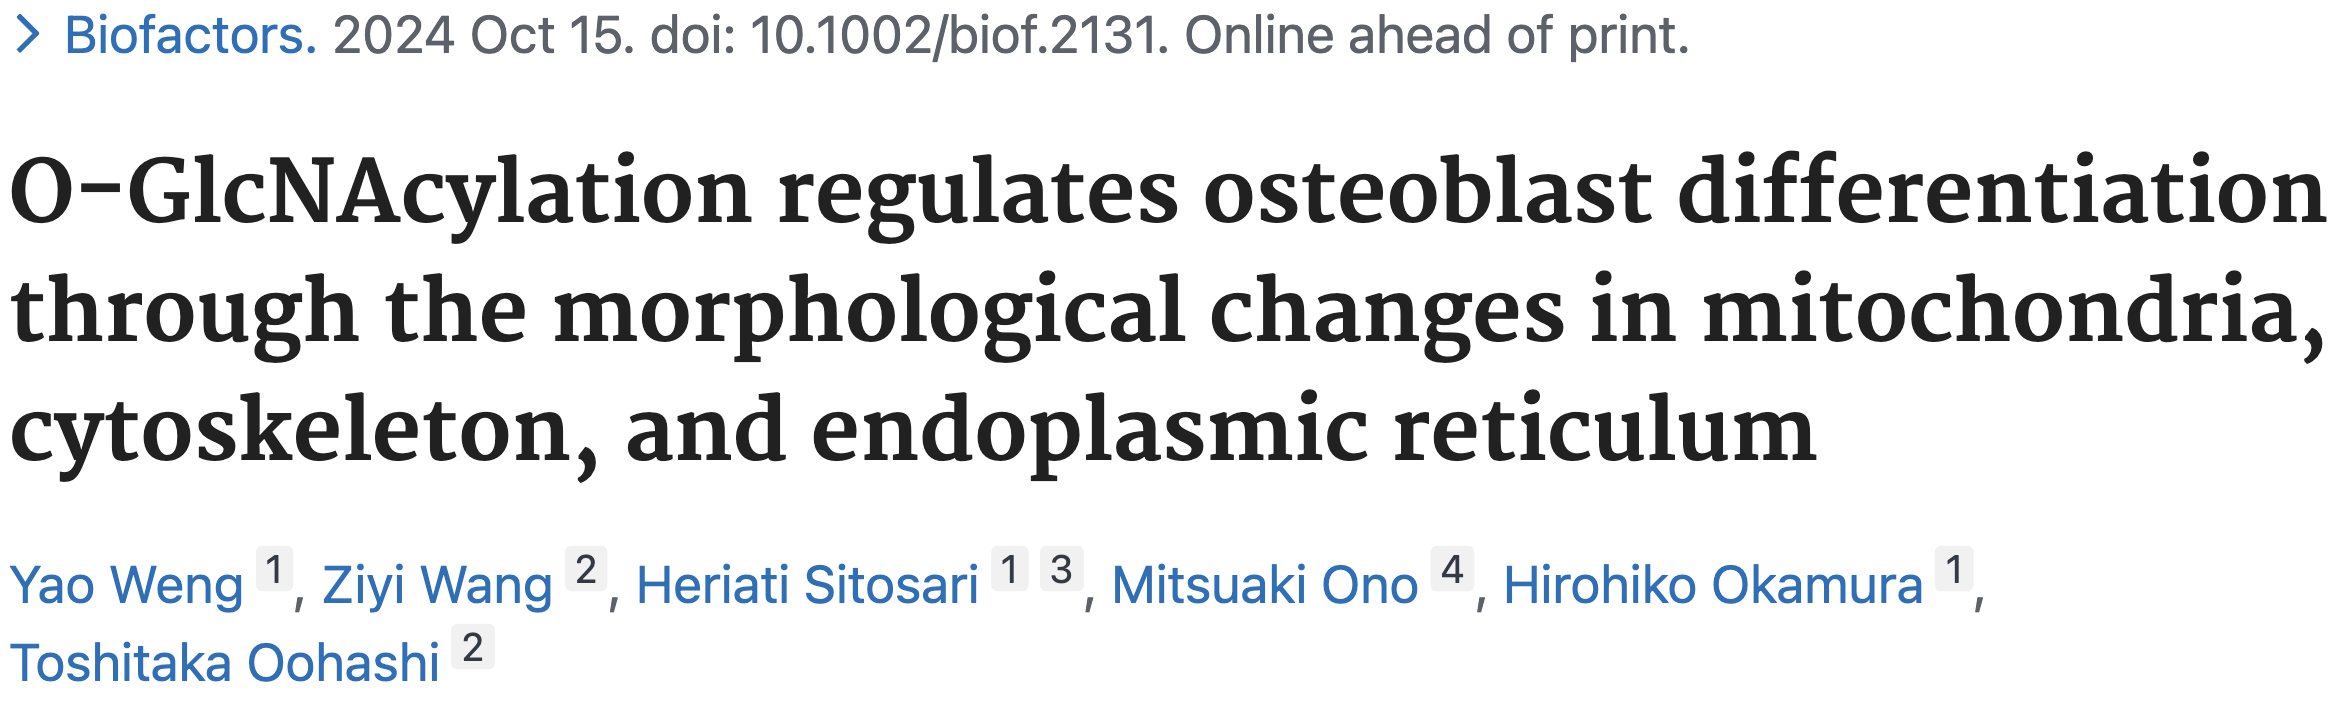 > Biofactors. 2024 Oct 15. doi: 10.1002/biof.2131. Online ahead of print.
O-GlcNAcylation regulates osteoblast differentiation
through the morphological changes in mitochondria,
cytoskeleton, and endoplasmic reticulum
Yao Weng 1, Ziyi Wang 2, Heriati Sitosari 1 3, Mitsuaki Ono 4, Hirohiko Okamura 1,
Toshitaka Oohashi 2